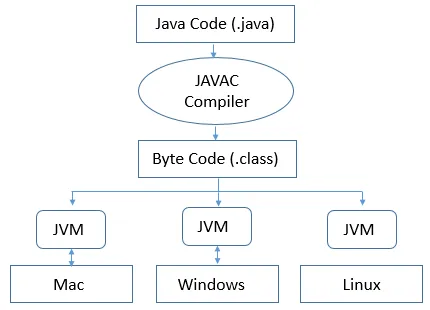 Java Code (.java)
JAVAC
Compiler
Byte Code (.class)
JVM
JVM
JVM
Mac
Windows
Linux